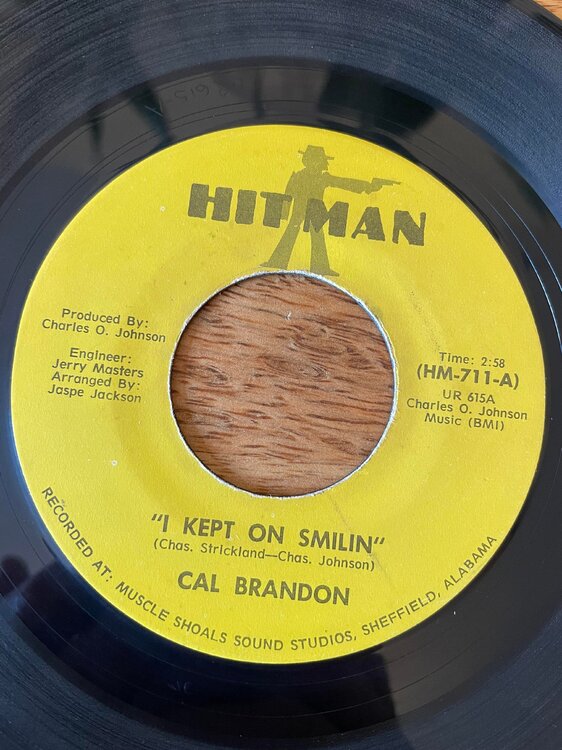 HIT MAN
Produced By:
Charles O. Johnson
Engineer:
Jerry Masters
Arranged By:
Jaspe Jackson
Time: 2:58
(HM-711-A)
UR 615A
Charles O. Johnson
Music (BMI)
"I KEPT ON SMILIN"
(Chas. Strickland—Chas. Johnson)
CAL BRANDON
RECORDED AT: MUSCLE SHOALS SOUND STUDIOS, SHEFFIELD, ALABAMA